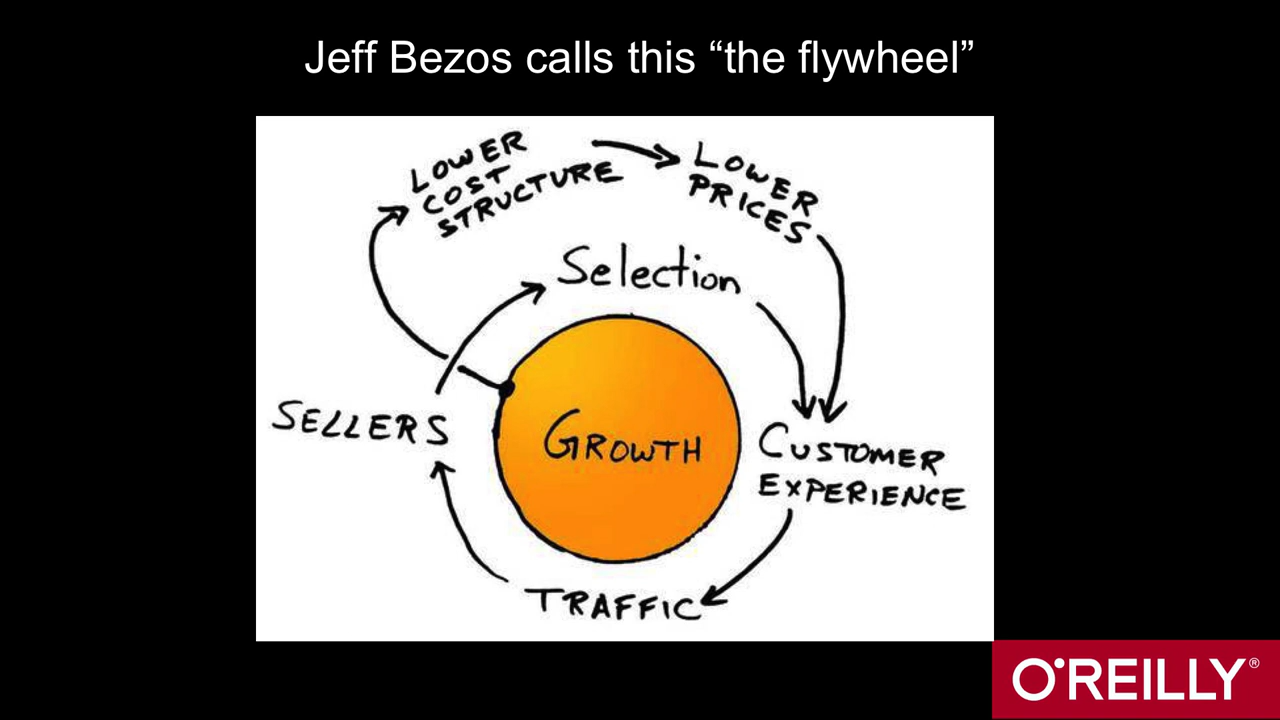 Jeff Bezos calls this “the flywheel”
LOWER
COST
STRUCTURE
LOWER
PRICES
Selection
SELLERS
GROWTH
CUSTOMER
EXPERIENCE
TRAFFIC
O'REILLY®